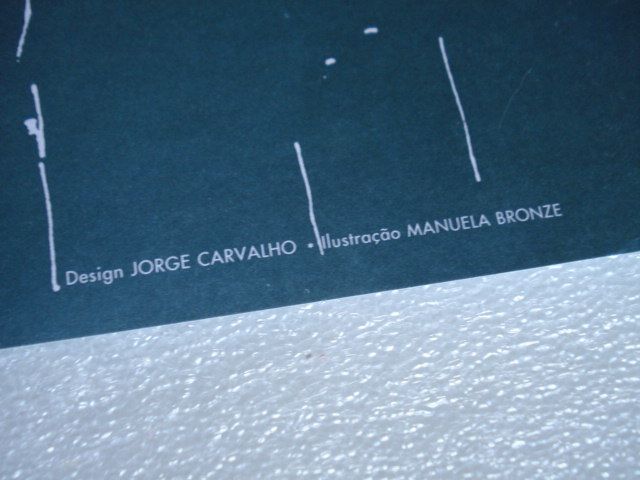 Design JORGE CARVALHO • Ilustração MANUELA BRONZE